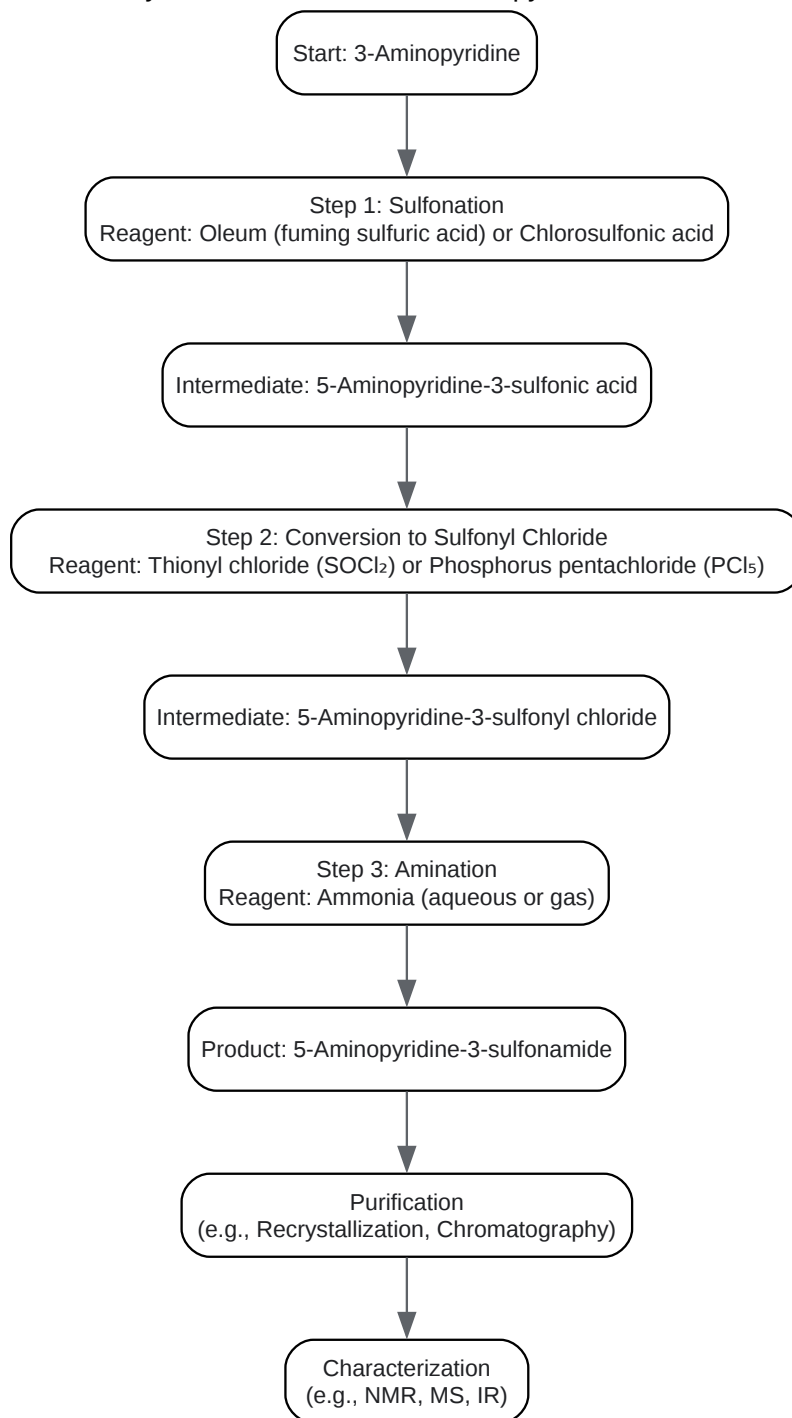 Start: 3-Aminopyridine
Step 1: Sulfonation
Reagent: Oleum (fuming sulfuric acid) or Chlorosulfonic acid
Intermediate: 5-Aminopyridine-3-sulfonic acid
Step 2: Conversion to Sulfonyl Chloride
Reagent: Thionyl chloride (SOCl₂) or Phosphorus pentachloride (PCl₅)
Intermediate: 5-Aminopyridine-3-sulfonyl chloride
Step 3: Amination
Reagent: Ammonia (aqueous or gas)
Product: 5-Aminopyridine-3-sulfonamide
Purification
(e.g., Recrystallization, Chromatography)
Characterization
(e.g., NMR, MS, IR)